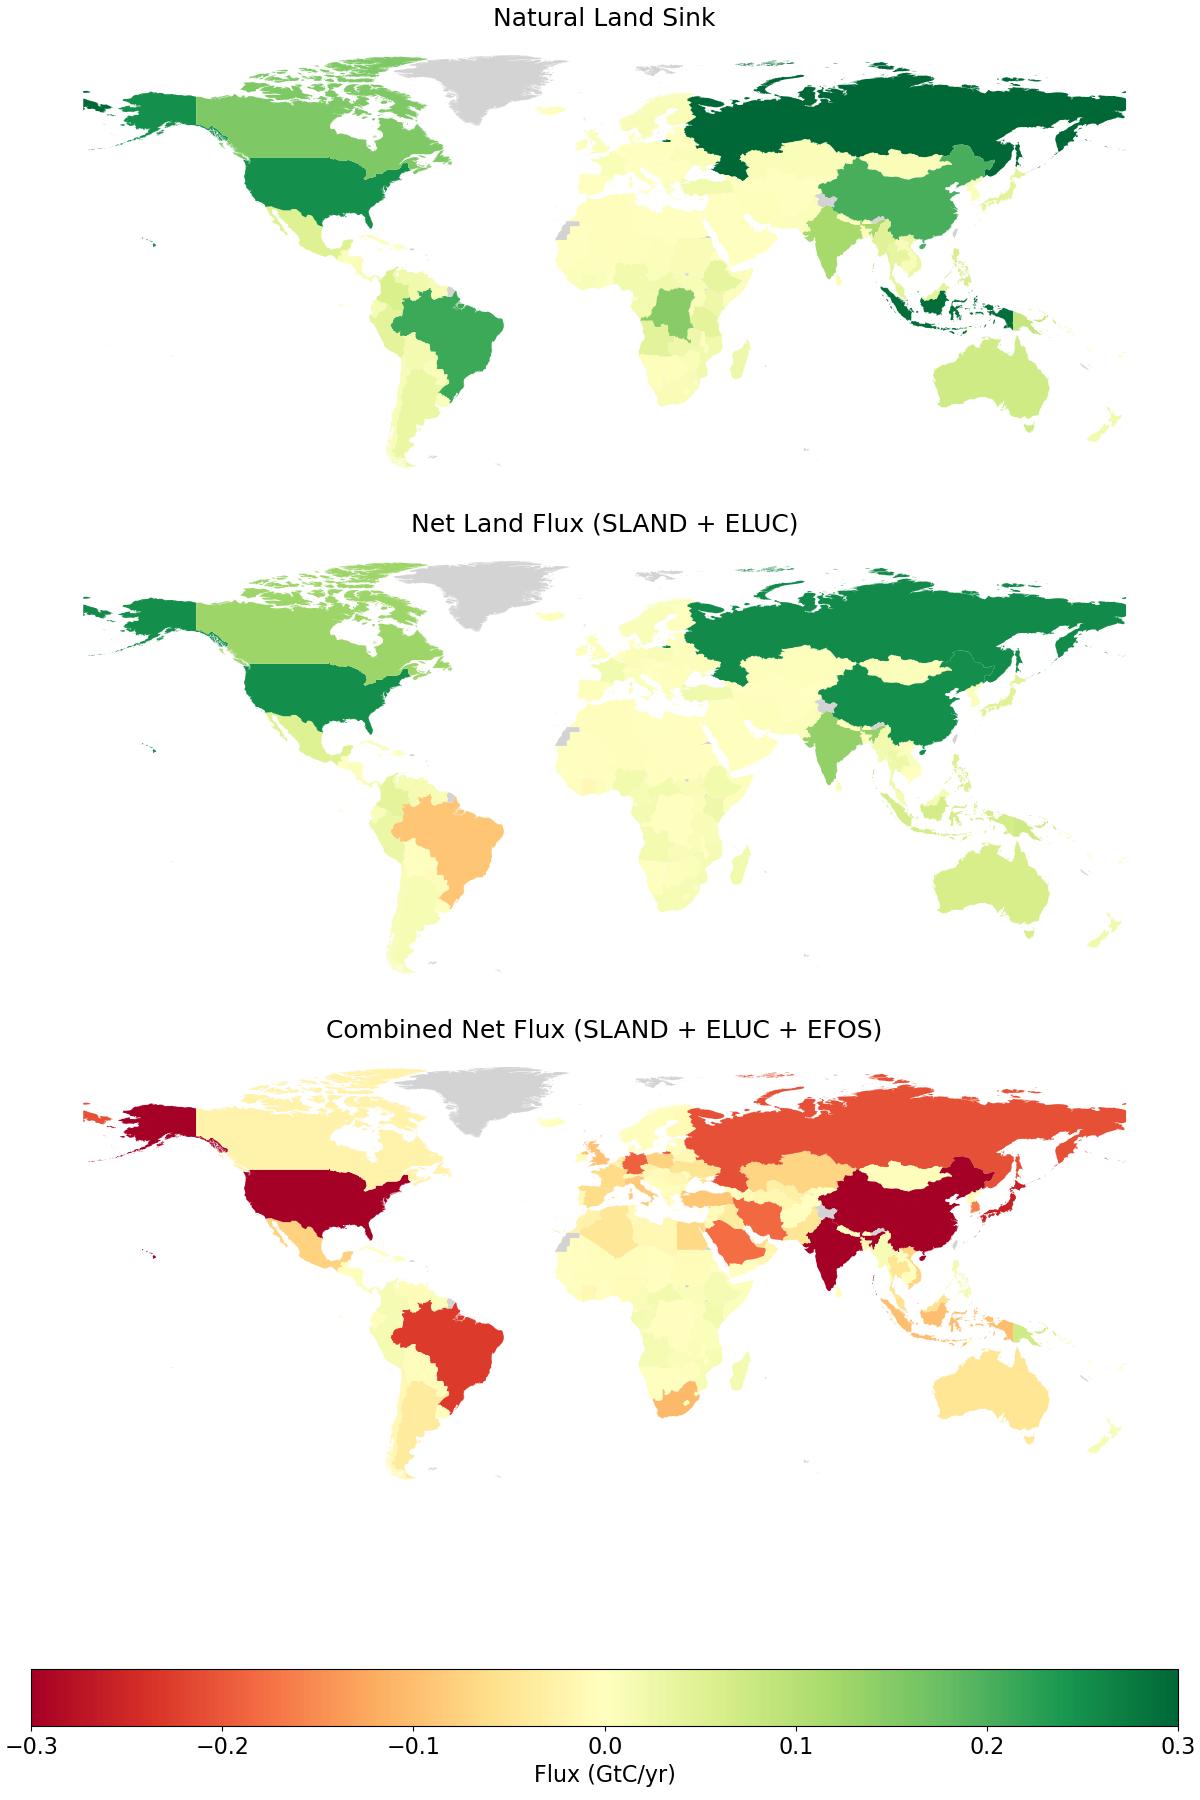 Natural Land Sink
Net Land Flux (SLAND + ELUC)
Combined Net Flux (SLAND + ELUC + EFOS)
−0.3 −0.2 −0.1 0.0 0.1 0.2 0.3
Flux (GtC/yr)